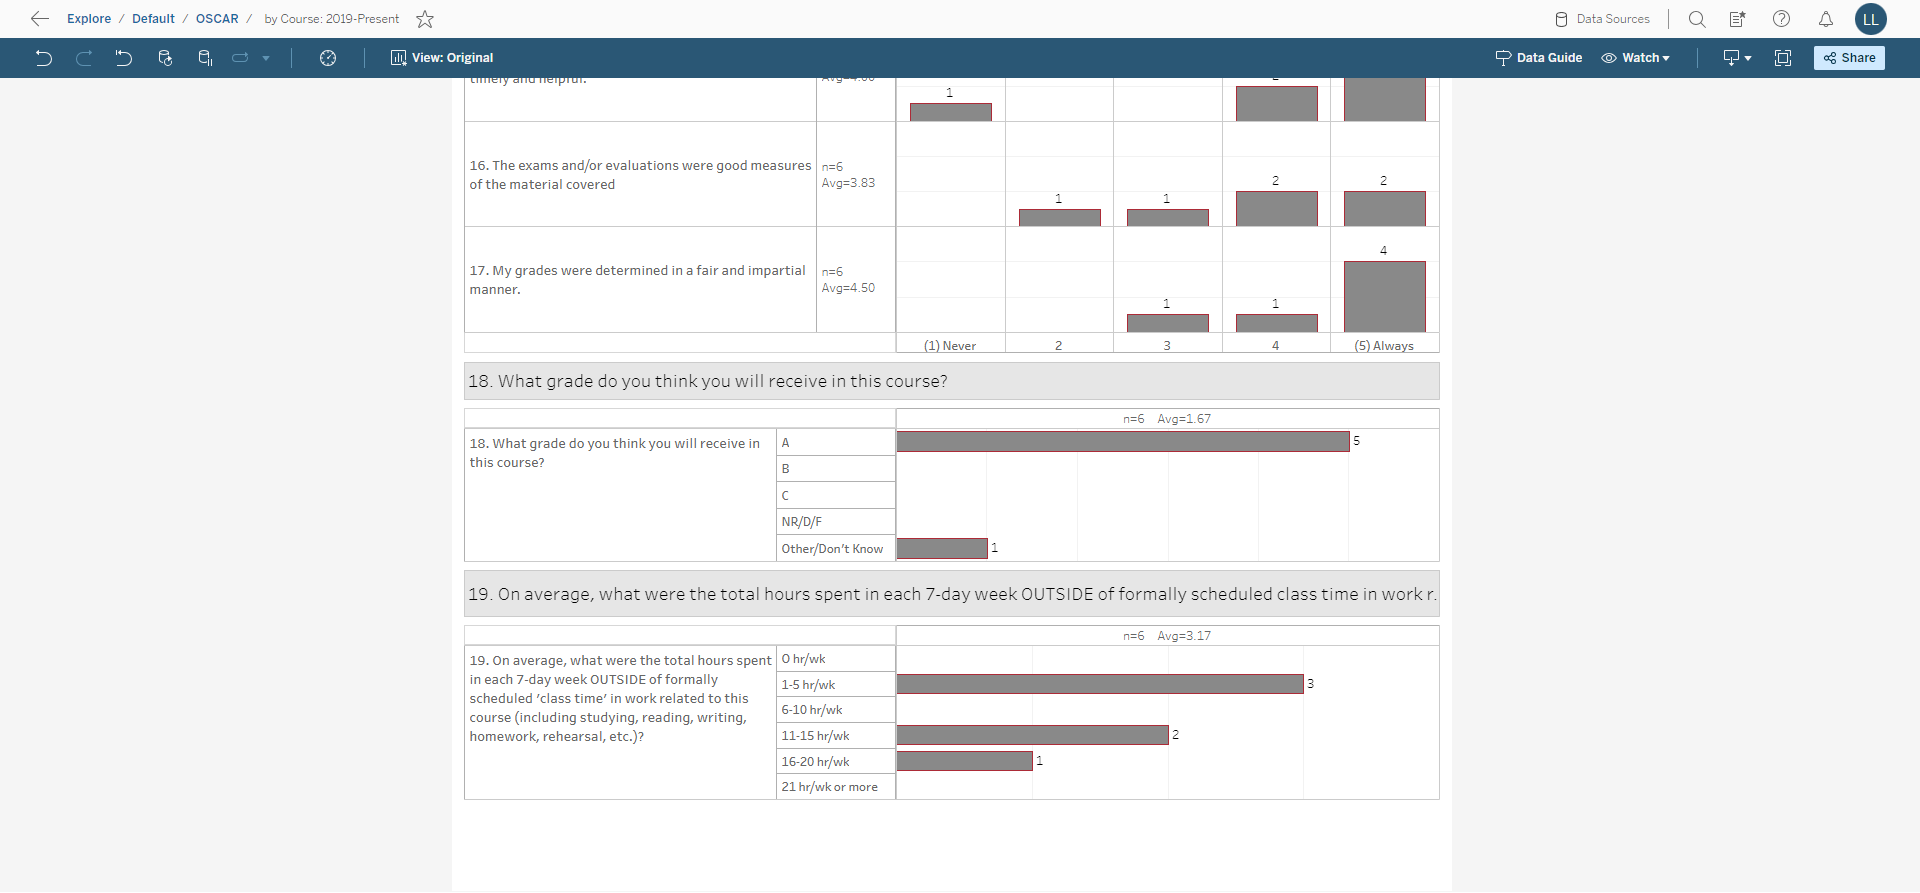 Explore / Default / OSCAR / by Course: 2019-Present
Data Sources
LL
View: Original
Data Guide
Watch
Share
timely and helpful.
1
2
16. The exams and/or evaluations were good measures
of the material covered
n=6
Avg=3.83
1
1
2
2
17. My grades were determined in a fair and impartial
manner.
n=6
Avg=4.50
1
1
4
(1) Never
2
3
4
(5) Always
18. What grade do you think you will receive in this course?
n=6 Avg=1.67
18. What grade do you think you will receive in
this course?
A
5
B
C
NR/D/F
Other/Don't Know
1
19. On average, what were the total hours spent in each 7-day week OUTSIDE of formally scheduled class time in work r.
n=6 Avg=3.17
19. On average, what were the total hours spent
in each 7-day week OUTSIDE of formally
scheduled 'class time' in work related to this
course (including studying, reading, writing,
homework, rehearsal, etc.)?
0 hr/wk
1-5 hr/wk
3
6-10 hr/wk
11-15 hr/wk
2
16-20 hr/wk
1
21 hr/wk or more